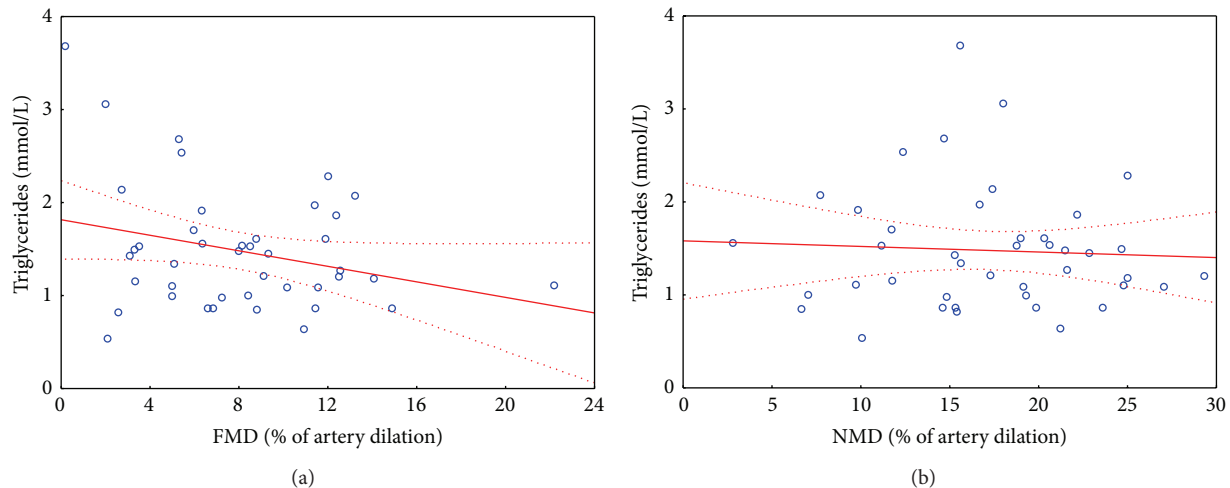 4
3
2
1
0
Triglycerides (mmol/L)
0 4 8 12 16 20 24
FMD (% of artery dilation)
(a)
4
3
2
1
0
Triglycerides (mmol/L)
0 5 10 15 20 25 30
NMD (% of artery dilation)
(b)